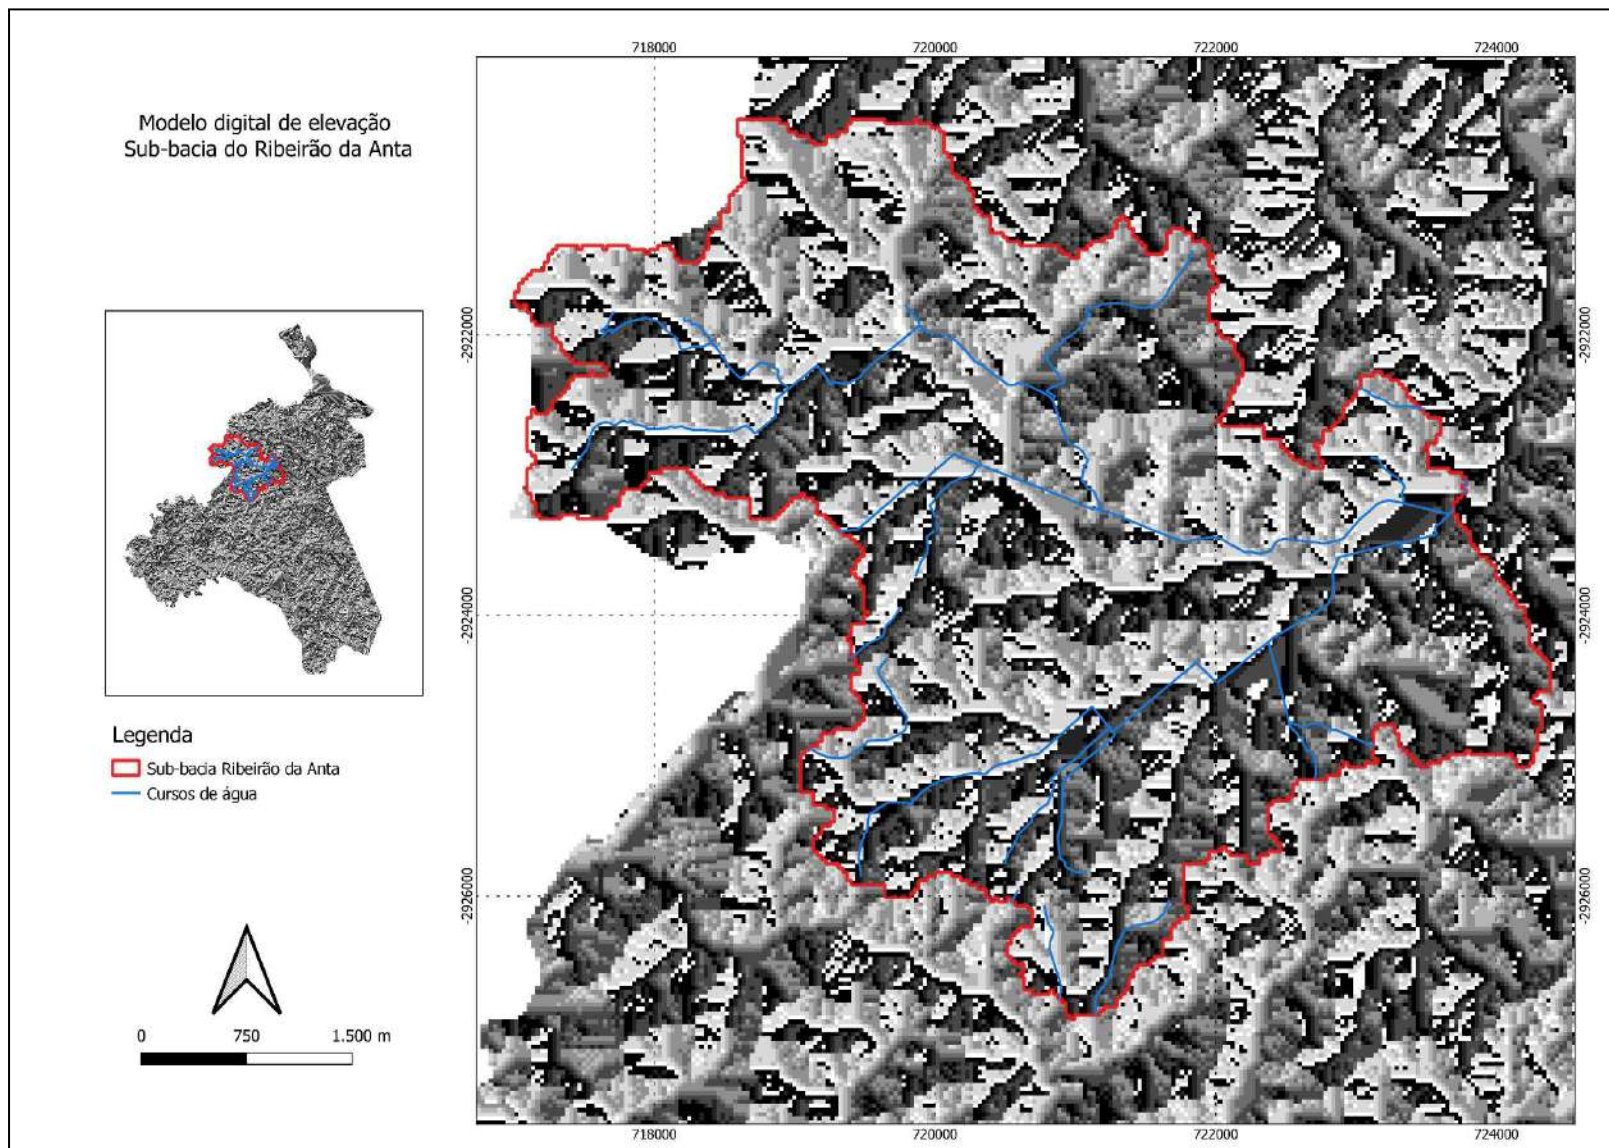 Modelo digital de elevação
Sub-bacia do Ribeirão da Anta
Legenda
Sub-bacia Ribeirão da Anta
Cursos de água
0 750 1.500 m
718000 720000 722000 724000
-2922000 -2922000
-2924000 -2924000
-2926000 -2926000
718000 720000 722000 724000